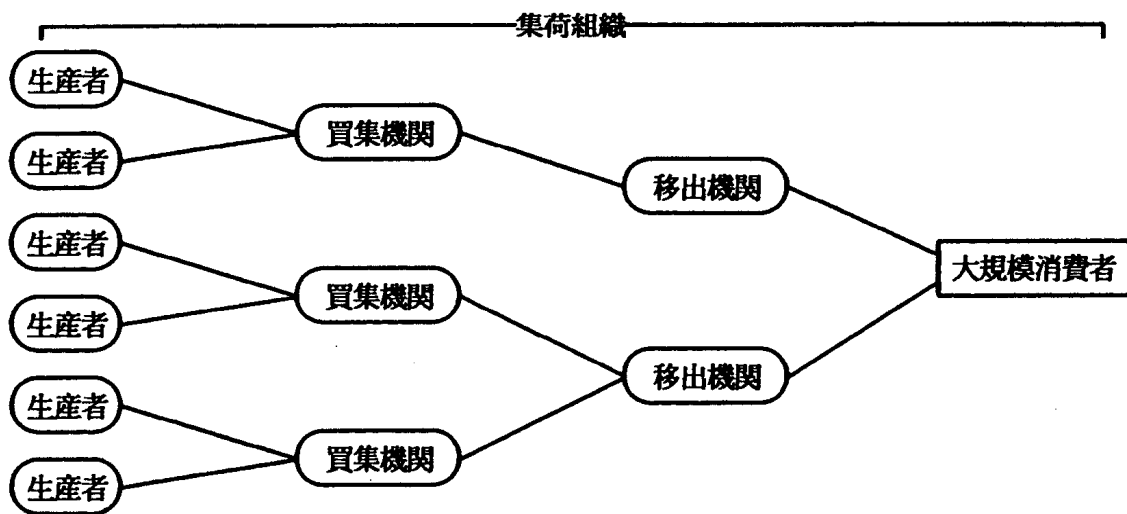 集荷組織
生産者
生産者
生産者
生産者
生産者
生産者
買集機関
買集機関
買集機関
移出機関
移出機関
大規模消費者